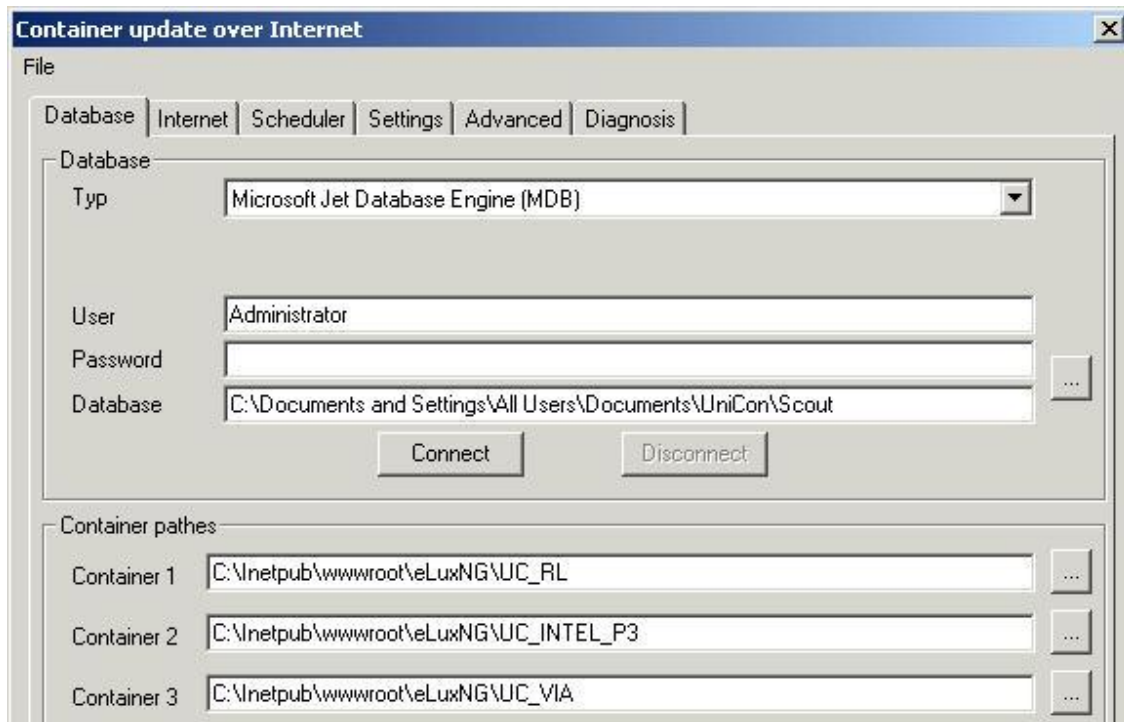 Container update over Internet
File
Database Internet Scheduler Settings Advanced Diagnosis
Database
Typ Microsoft Jet Database Engine (MDB)
User Administrator
Password
...
Database C:\Documents and Settings\All Users\Documents\UniCon\Scout
Connect Disconnect
Container pathes
Container 1 C:\Inetpub\wwwroot\eLuxNG\UC_RL ...
Container 2 C:\Inetpub\wwwroot\eLuxNG\UC_INTEL_P3 ...
Container 3 C:\Inetpub\wwwroot\eLuxNG\UC_VIA ...